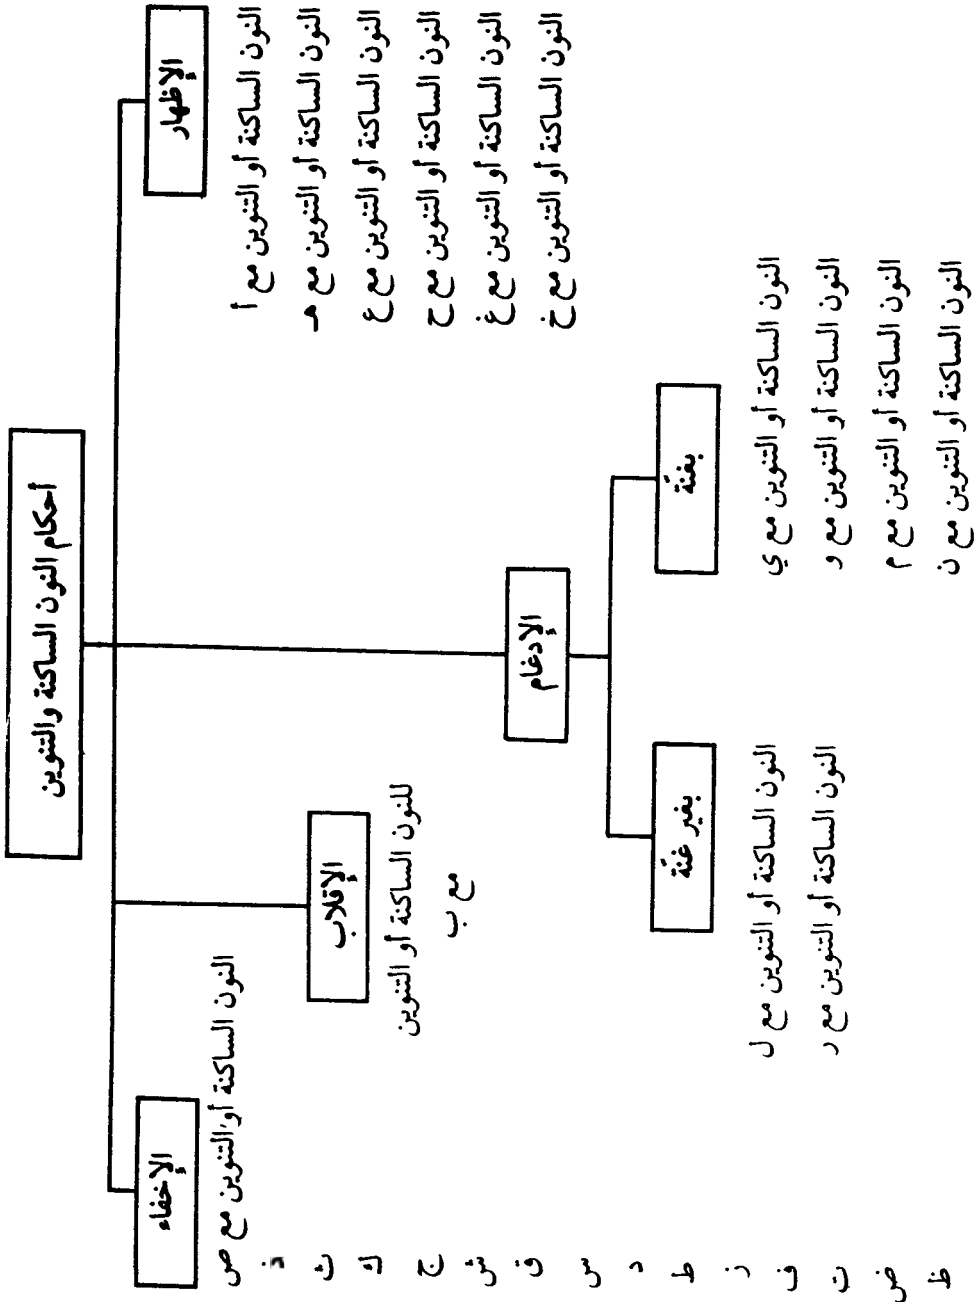 أحكام النون الساكنة والتنوين
الإظهار
النون الساكنة أو التنوين مع أ
النون الساكنة أو التنوين مع هـ
النون الساكنة أو التنوين مع ع
النون الساكنة أو التنوين مع ح
النون الساكنة أو التنوين مع غ
النون الساكنة أو التنوين مع خ
الإدغام
بغنّة
النون الساكنة أو التنوين مع ي
النون الساكنة أو التنوين مع و
النون الساكنة أو التنوين مع م
النون الساكنة أو التنوين مع ن
بغير غنّة
النون الساكنة أو التنوين مع ل
النون الساكنة أو التنوين مع ر
الإقلاب
للنون الساكنة أو التنوين
مع ب
الإخفاء
النون الساكنة أو التنوين مع ص
ذ
ث
ك
ج
ش
ق
س
د
ط
ز
ف
ت
ض
ظ